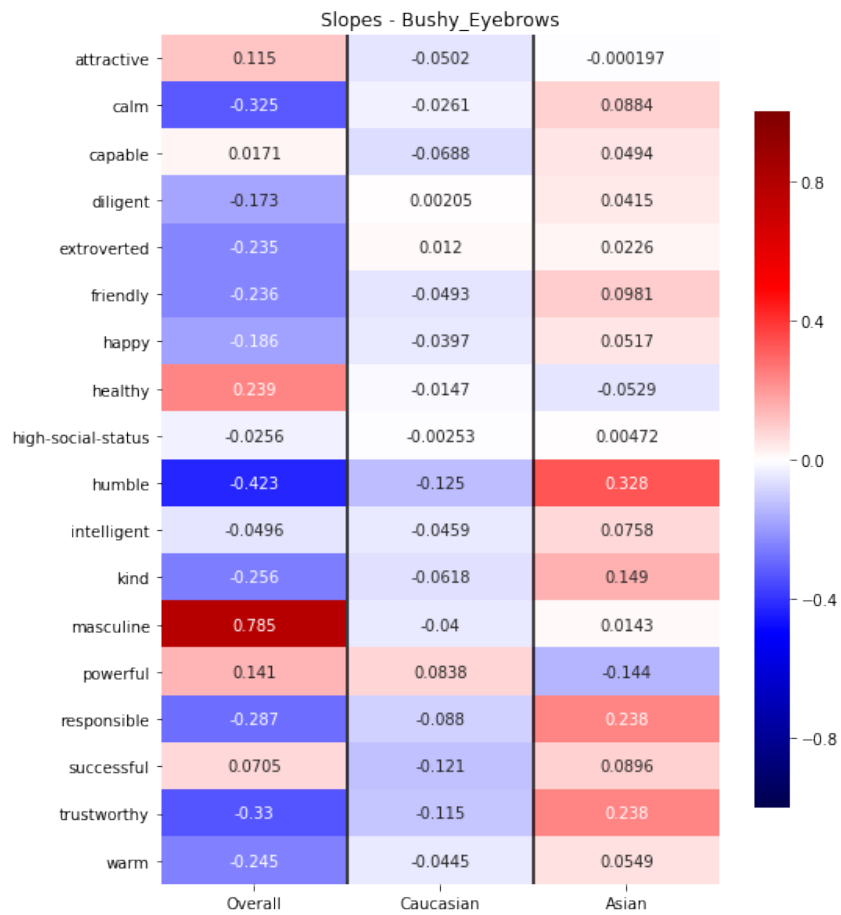 Slopes - Bushy_Eyebrows
attractive 0.115 -0.0502 -0.000197
calm -0.325 -0.0261 0.0884
capable 0.0171 -0.0688 0.0494
diligent -0.173 0.00205 0.0415
extroverted -0.235 0.012 0.0226
friendly -0.236 -0.0493 0.0981
happy -0.186 -0.0397 0.0517
healthy 0.239 -0.0147 -0.0529
high-social-status -0.0256 -0.00253 0.00472
humble -0.423 -0.125 0.328
intelligent -0.0496 -0.0459 0.0758
kind -0.256 -0.0618 0.149
masculine 0.785 -0.04 0.0143
powerful 0.141 0.0838 -0.144
responsible -0.287 -0.088 0.238
successful 0.0705 -0.121 0.0896
trustworthy -0.33 -0.115 0.238
warm -0.245 -0.0445 0.0549
Overall Caucasian Asian
0.8
0.4
0.0
−0.4
−0.8